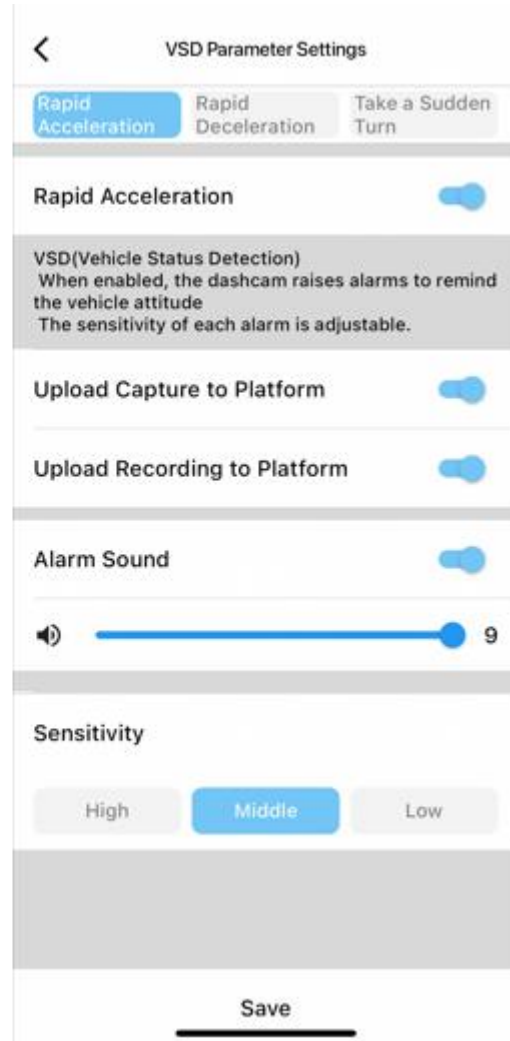 VSD Parameter Settings
Rapid
Acceleration
Rapid
Deceleration
Take a Sudden
Turn
Rapid Acceleration
VSD(Vehicle Status Detection)
When enabled, the dashcam raises alarms to remind
the vehicle attitude
The sensitivity of each alarm is adjustable.
Upload Capture to Platform
Upload Recording to Platform
Alarm Sound
9
Sensitivity
High
Middle
Low
Save